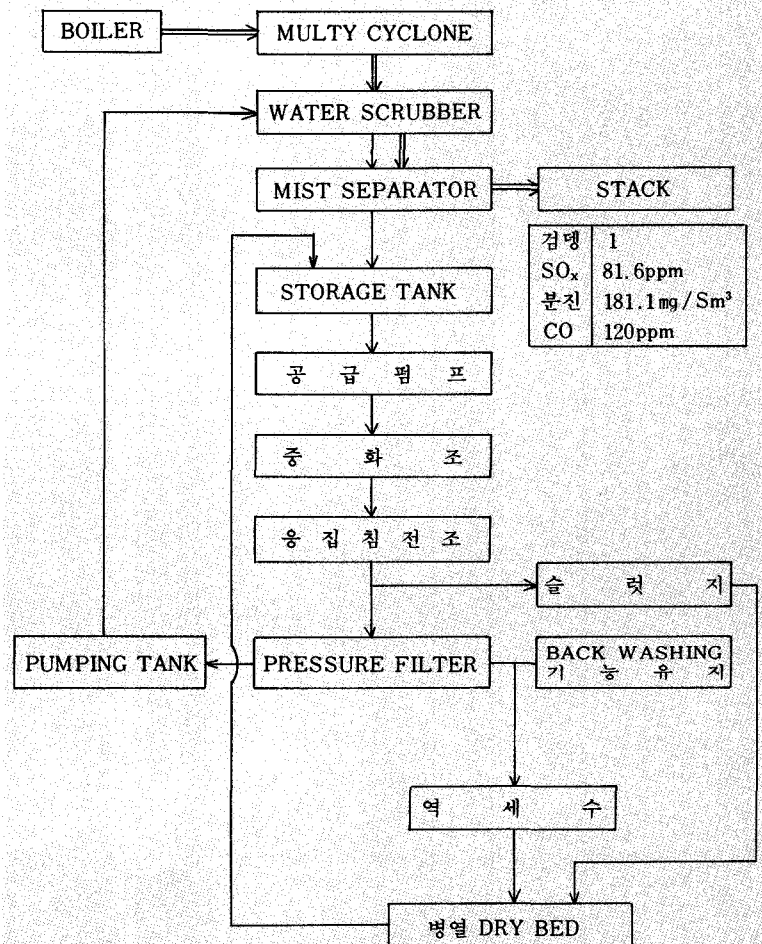 BOILER
MULTY CYCLONE
WATER SCRUBBER
MIST SEPARATOR
STACK
검뎅 1
SOx 81.6ppm
분진 181.1mg/Sm³
CO 120ppm
STORAGE TANK
공급펌프
중화조
응집침전조
슬럿지
PUMPING TANK
PRESSURE FILTER
BACK WASHING
기능유지
역세수
병열 DRY BED